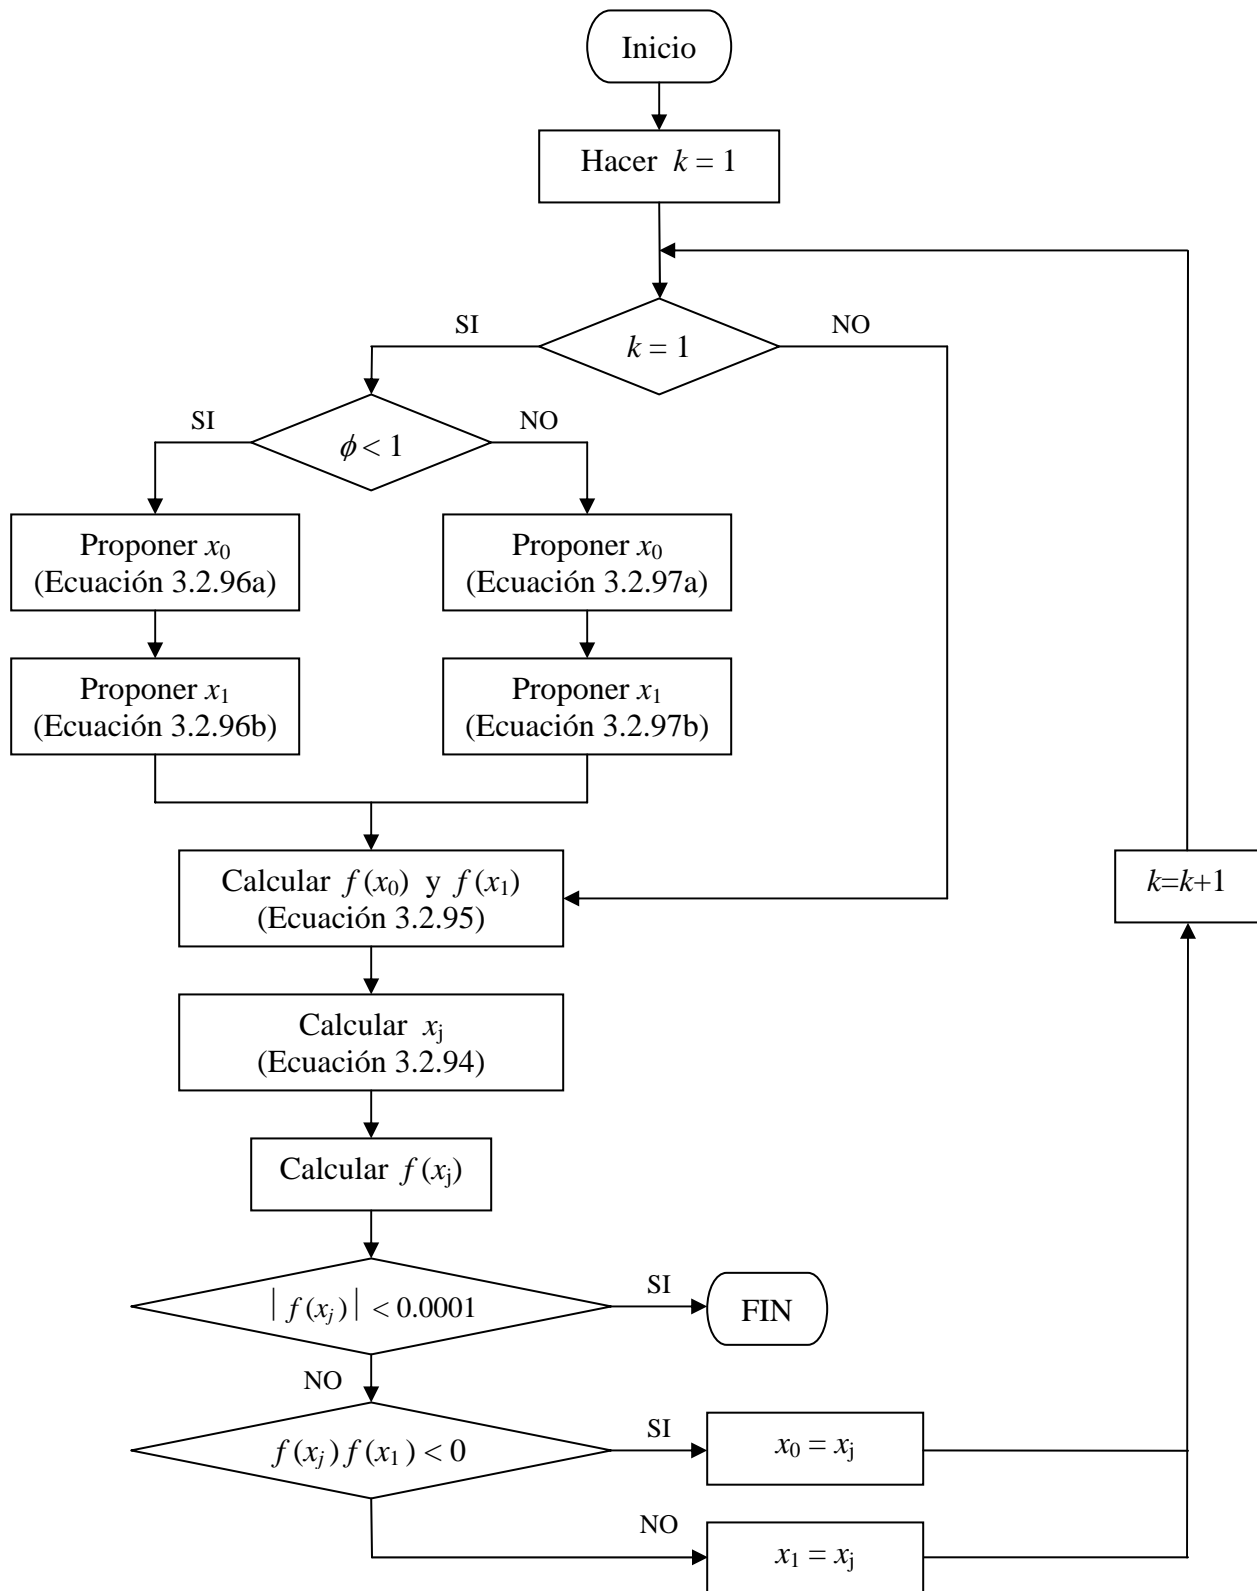 Inicio
Hacer k = 1
SI
NO
k = 1
SI
NO
ϕ < 1
Proponer x₀
(Ecuación 3.2.96a)
Proponer x₀
(Ecuación 3.2.97a)
Proponer x₁
(Ecuación 3.2.96b)
Proponer x₁
(Ecuación 3.2.97b)
Calcular f(x₀) y f(x₁)
(Ecuación 3.2.95)
k=k+1
Calcular xⱼ
(Ecuación 3.2.94)
Calcular f(xⱼ)
| f(xⱼ) | < 0.0001
SI
FIN
NO
f(xⱼ) f(x₁) < 0
SI
x₀ = xⱼ
NO
x₁ = xⱼ